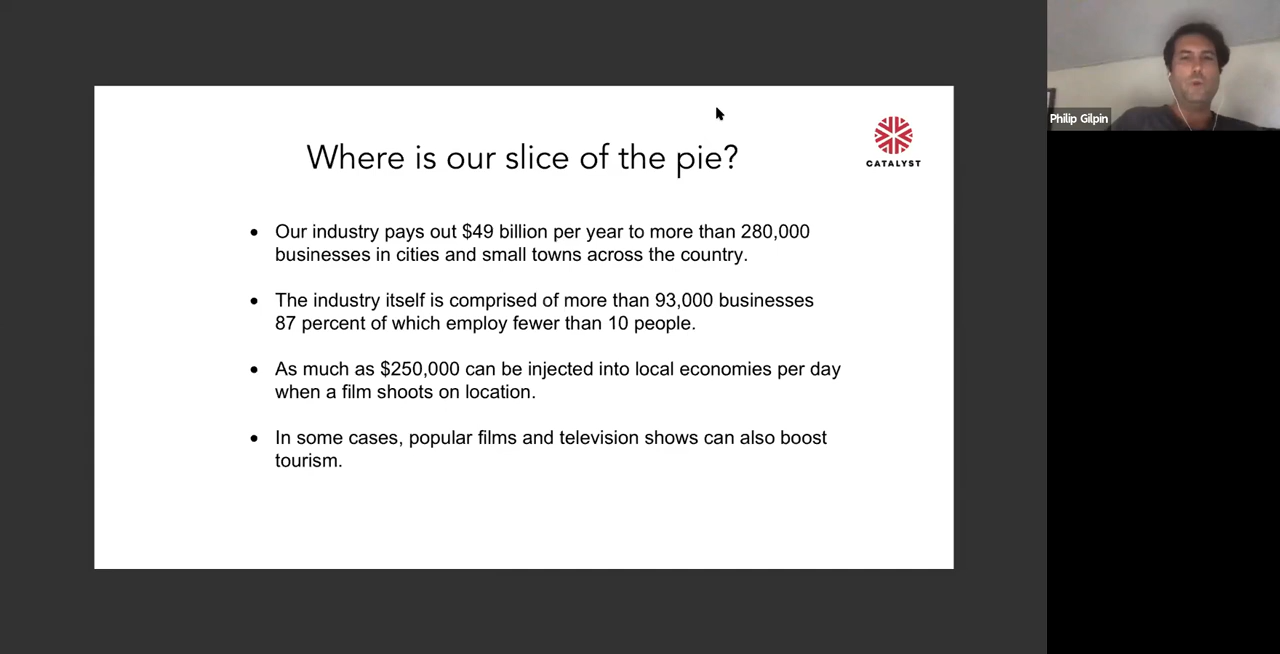 Where is our slice of the pie?
CATALYST
• Our industry pays out $49 billion per year to more than 280,000
businesses in cities and small towns across the country.
• The industry itself is comprised of more than 93,000 businesses
87 percent of which employ fewer than 10 people.
• As much as $250,000 can be injected into local economies per day
when a film shoots on location.
• In some cases, popular films and television shows can also boost
tourism.
Philip Gilpin